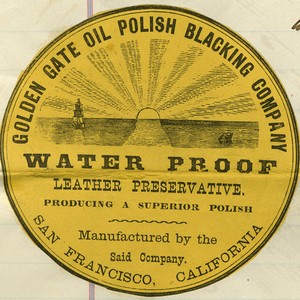 GOLDEN GATE OIL POLISH BLACKING COMPANY
WATER PROOF
LEATHER PRESERVATIVE,
PRODUCING A SUPERIOR POLISH
Manufactured by the
Said Company,
SAN FRANCISCO, CALIFORNIA